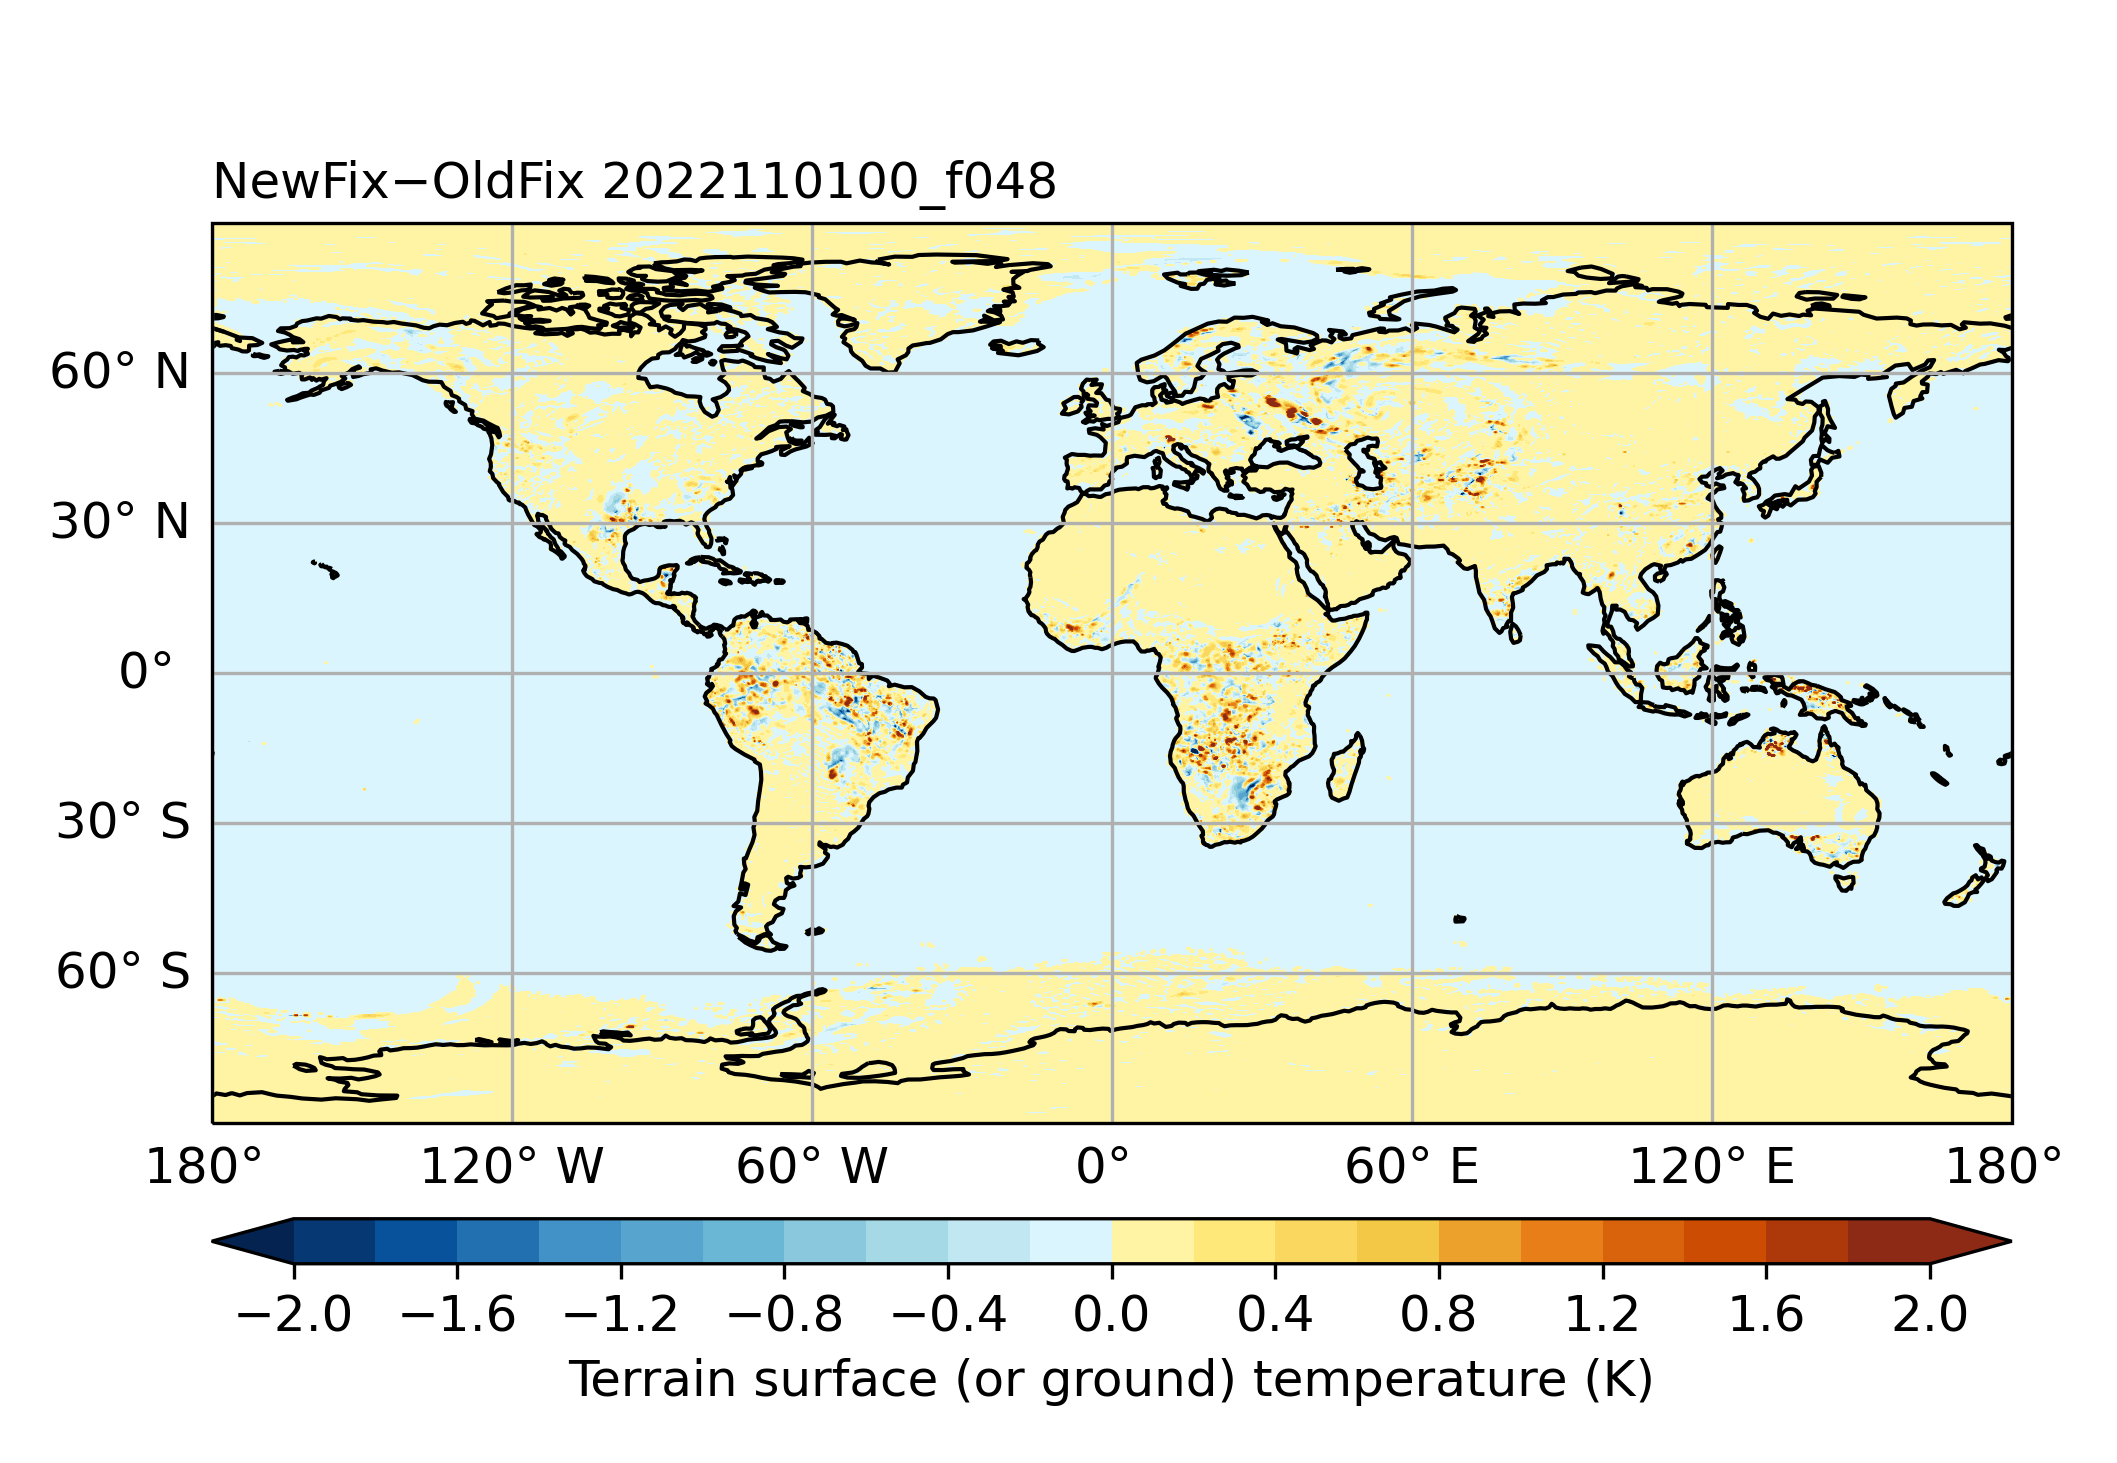 NewFix−OldFix 2022110100_f048
60° N
30° N
0°
30° S
60° S
180° 120° W 60° W 0° 60° E 120° E 180°
−2.0 −1.6 −1.2 −0.8 −0.4 0.0 0.4 0.8 1.2 1.6 2.0
Terrain surface (or ground) temperature (K)